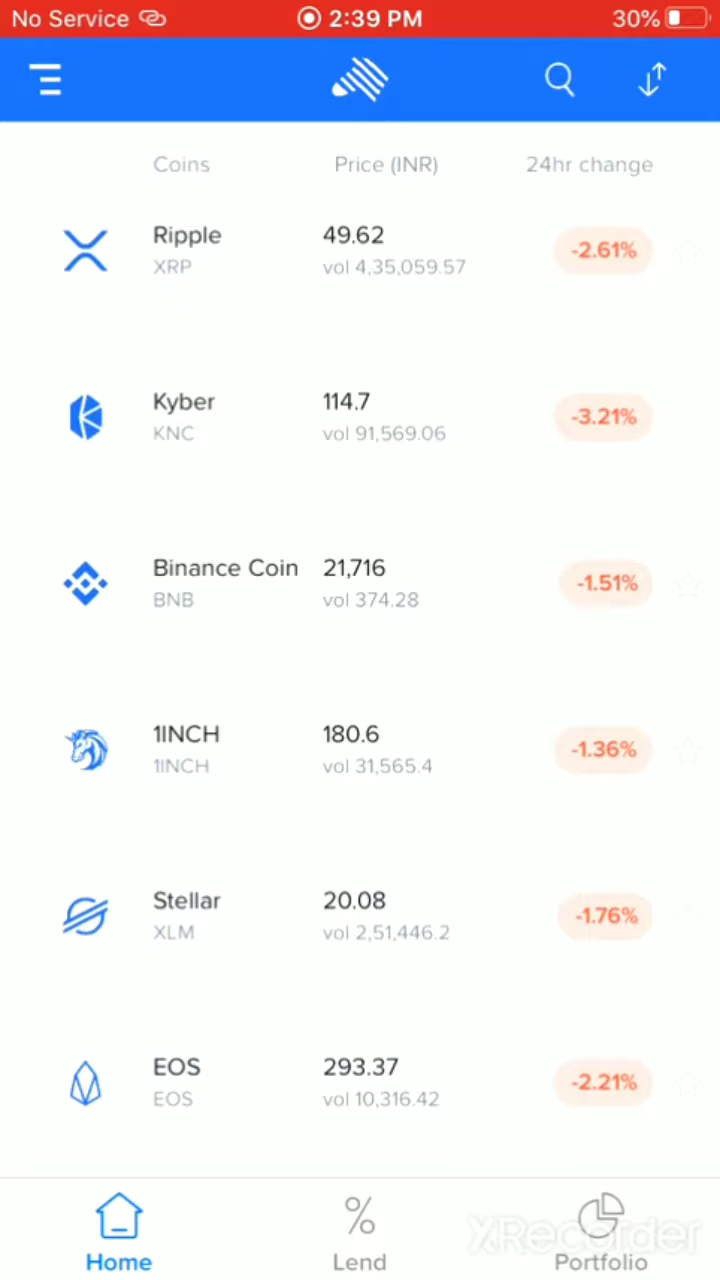 No Service 2:39 PM 30%
Coins Price (INR) 24hr change
Ripple 49.62 -2.61%
XRP vol 4,35,059.57
Kyber 114.7 -3.21%
KNC vol 91,569.06
Binance Coin 21,716 -1.51%
BNB vol 374.28
1INCH 180.6 -1.36%
1INCH vol 31,565.4
Stellar 20.08 -1.76%
XLM vol 2,51,446.2
EOS 293.37 -2.21%
EOS vol 10,316.42
XRecorder
Home Lend Portfolio